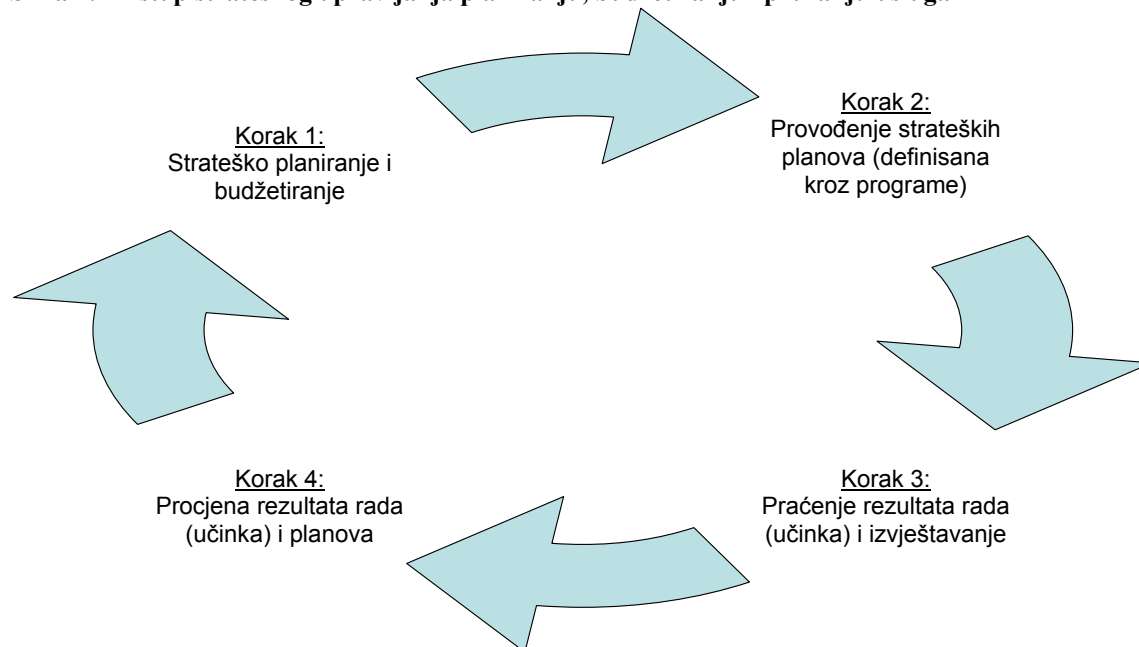 Korak 1:
Strateško planiranje i
budžetiranje
Korak 2:
Provođenje strateških
planova (definisana
kroz programe)
Korak 3:
Praćenje rezultata rada
(učinka) i izvještavanje
Korak 4:
Procjena rezultata rada
(učinka) i planova